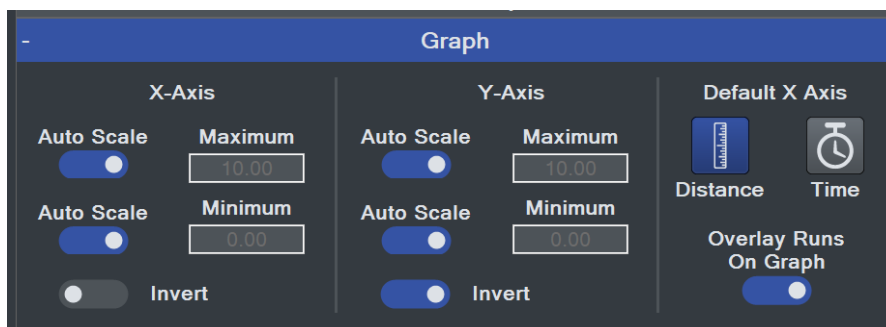 -
Graph
X-Axis
Auto Scale
Maximum
10.00
Auto Scale
Minimum
0.00
Invert
Y-Axis
Auto Scale
Maximum
10.00
Auto Scale
Minimum
0.00
Invert
Default X Axis
Distance
Time
Overlay Runs
On Graph